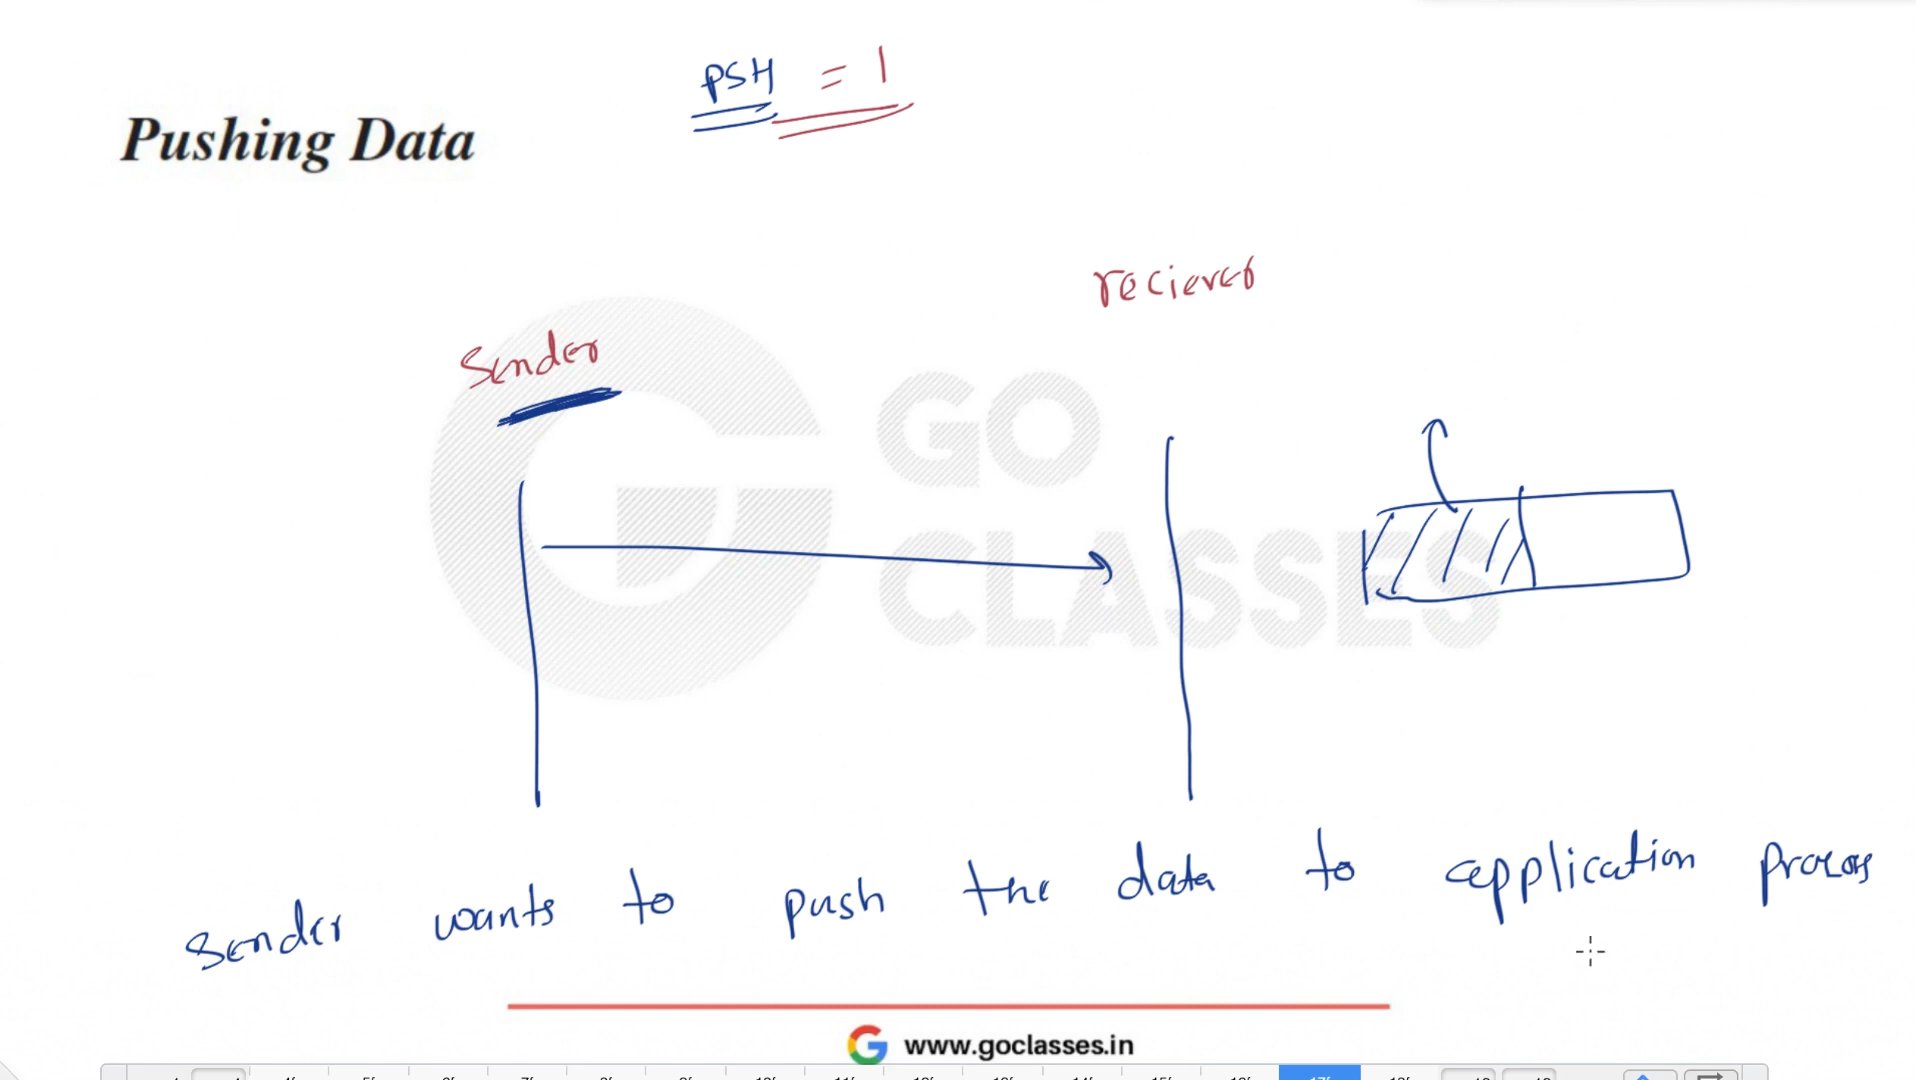 PSH = 1
Pushing Data
reciever
Sender
GO
CLASSES
Sender wants to push the data to application process
www.goclasses.in